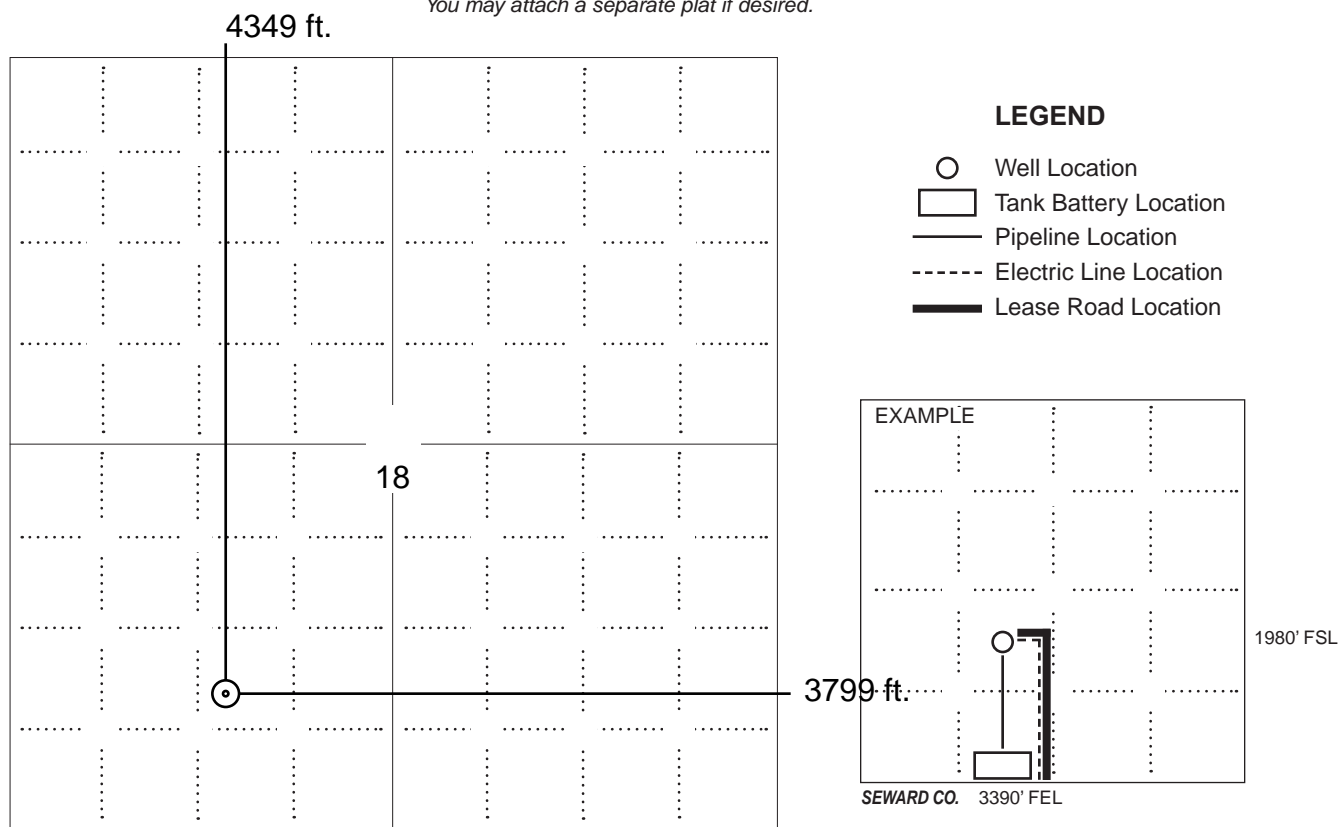 You may attach a separate plat if desired.
4349 ft.
LEGEND
Well Location
Tank Battery Location
Pipeline Location
Electric Line Location
Lease Road Location
18
EXAMPLE
1980' FSL
3799 ft.
SEWARD CO. 3390' FEL